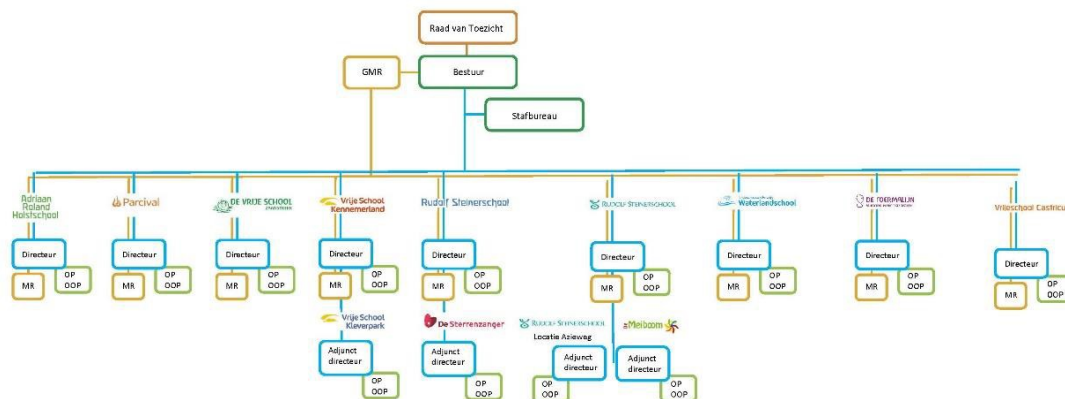 Raad van Toezicht
GMR
Bestuur
Stafbureau
Adriaan
Roland
Holstschool
Parcival
DE VRIJE SCHOOL
Vrije School
Kennemerland
Rudolf Steinerschool
RUDOLF STEINERSCHOOL
Waterlandschool
DE TOERMALIJN
Vrijeschool Castricu
Directeur
Directeur
Directeur
Directeur
Directeur
Directeur
Directeur
Directeur
Directeur
MR
OP
OOP
MR
OP
OOP
MR
OP
OOP
MR
OP
OOP
MR
OP
OOP
MR
OP
OOP
MR
OP
OOP
MR
OP
OOP
MR
OP
OOP
Vrije School
Kleverpark
De Sterrenzanger
RUDOLF STEINERSCHOOL
Locatie Azieweg
de Meiboom
Adjunct
directeur
Adjunct
directeur
Adjunct
directeur
Adjunct
directeur
OP
OOP
OP
OOP
OP
OOP
OP
OOP